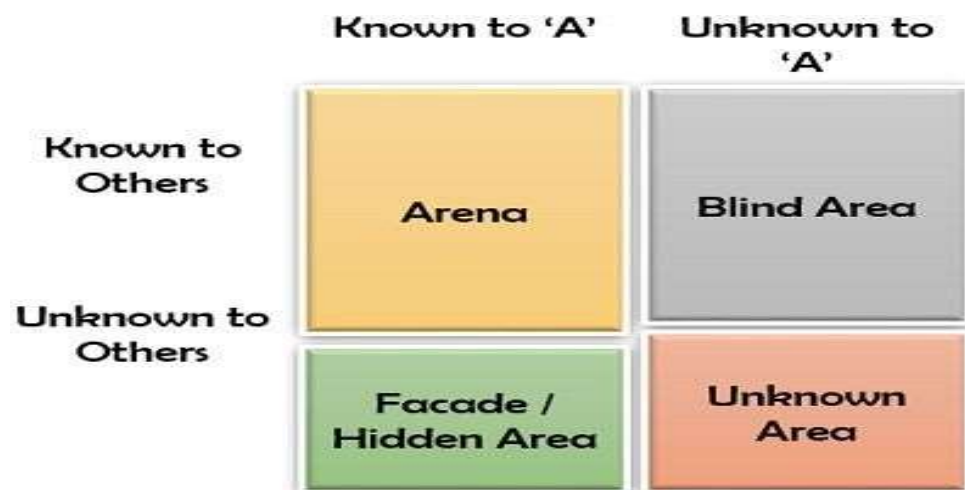 Known to ‘A’
Unknown to
‘A’
Known to
Others
Arena
Blind Area
Unknown to
Others
Facade /
Hidden Area
Unknown
Area